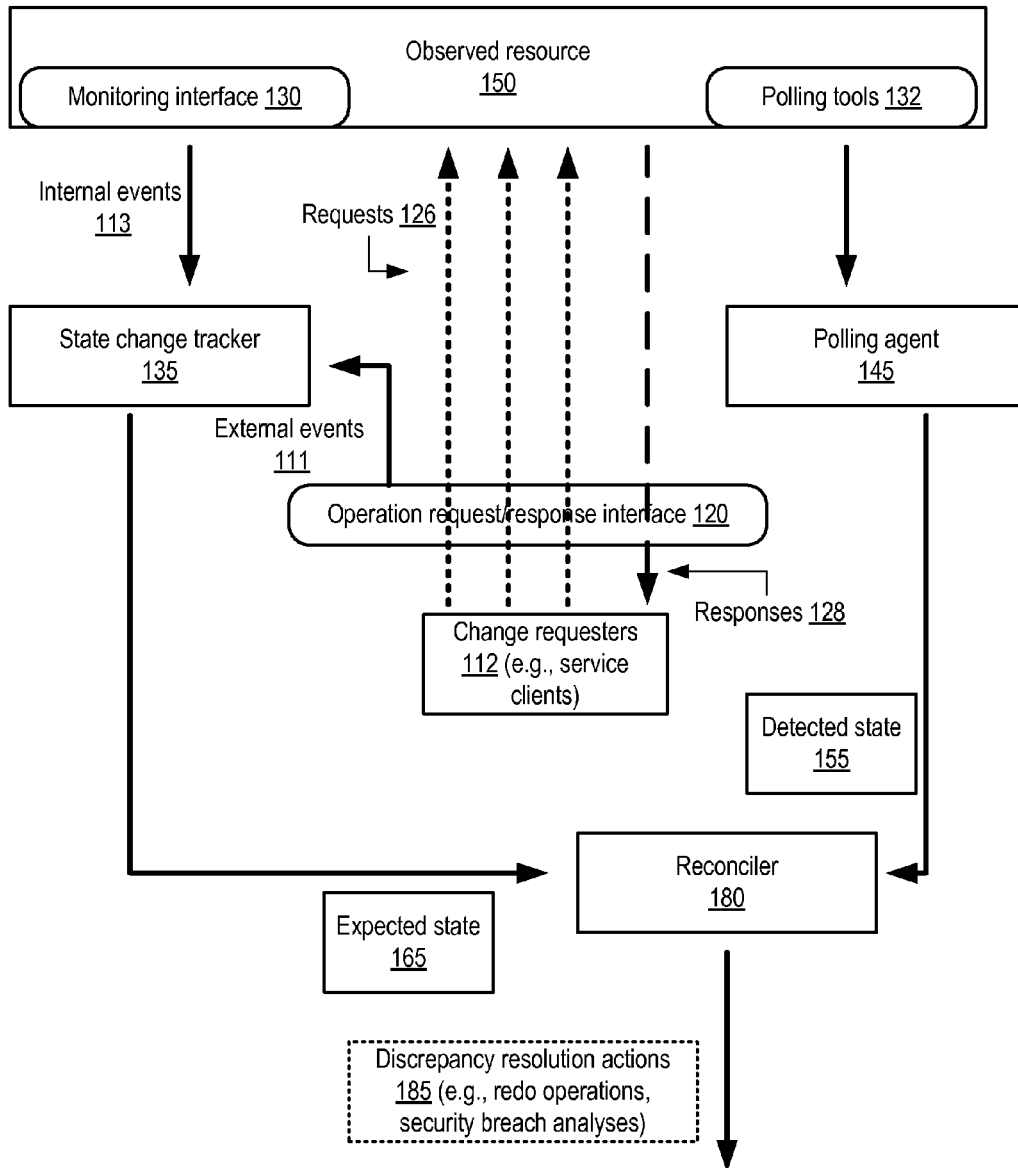 Observed resource
150
Monitoring interface 130
Polling tools 132
Internal events
113
Requests 126
State change tracker
135
Polling agent
145
External events
111
Operation request/response interface 120
Responses 128
Change requesters
112 (e.g., service
clients)
Detected state
155
Reconciler
180
Expected state
165
Discrepancy resolution actions
185 (e.g., redo operations,
security breach analyses)